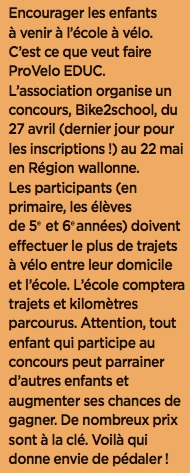 Encourager les enfants
à venir à l’école à vélo.
C’est ce que veut faire
ProVelo EDUC.
L’association organise un
concours, Bike2school, du
27 avril (dernier jour pour
les inscriptions !) au 22 mai
en Région wallonne.
Les participants (en
primaire, les élèves
de 5e et 6e années) doivent
effectuer le plus de trajets
à vélo entre leur domicile
et l’école. L’école comptera
trajets et kilomètres
parcourus. Attention, tout
enfant qui participe au
concours peut parrainer
d’autres enfants et
augmenter ses chances de
gagner. De nombreux prix
sont à la clé. Voilà qui
donne envie de pédaler !